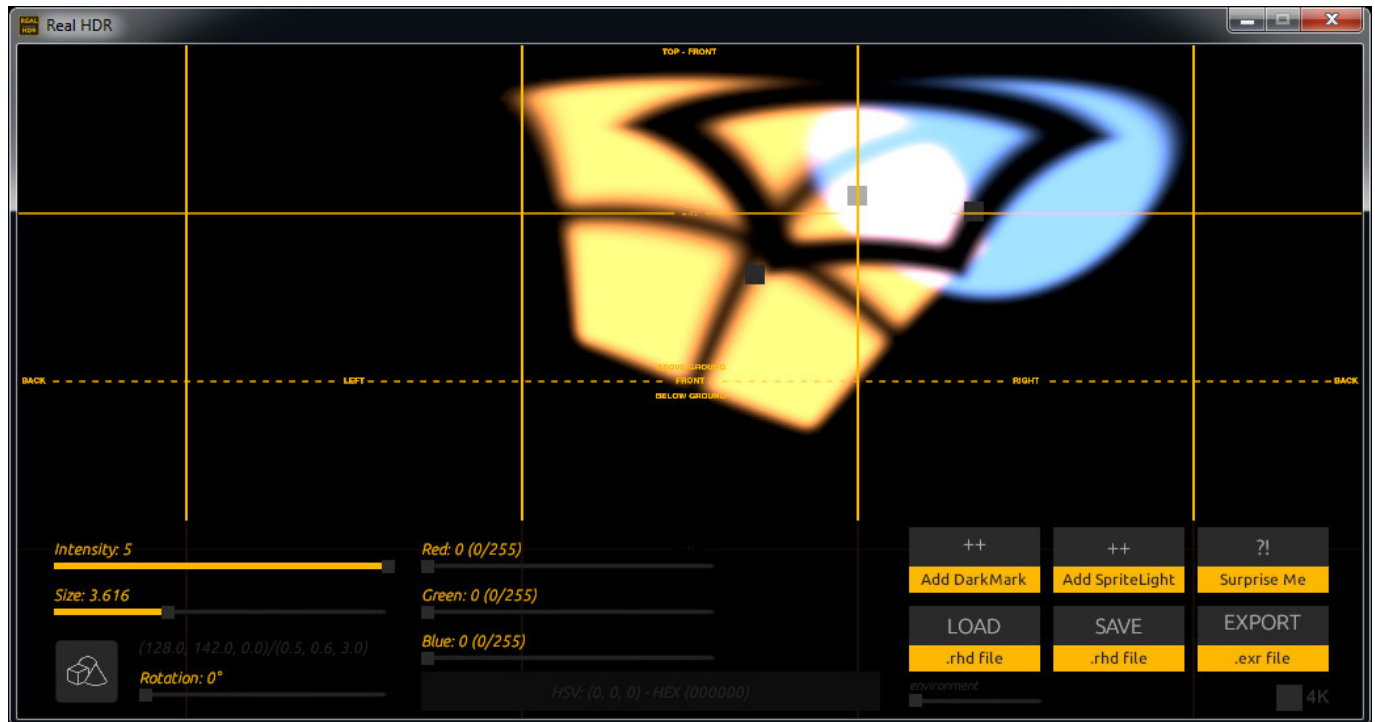 REAL HDR
Real HDR
TOP - FRONT
ABOVE GROUND
BACK
LEFT
FRONT
RIGHT
BACK
BELOW GROUND
Intensity: 5
Size: 3.616
(128.0, 142.0, 0.0)/(0.5, 0.6, 3.0)
Rotation: 0°
Red: 0 (0/255)
Green: 0 (0/255)
Blue: 0 (0/255)
HSV: (0, 0, 0) - HEX (000000)
++
Add DarkMark
++
Add SpriteLight
?!
Surprise Me
LOAD
.rhd file
SAVE
.rhd file
EXPORT
.exr file
environment
4K